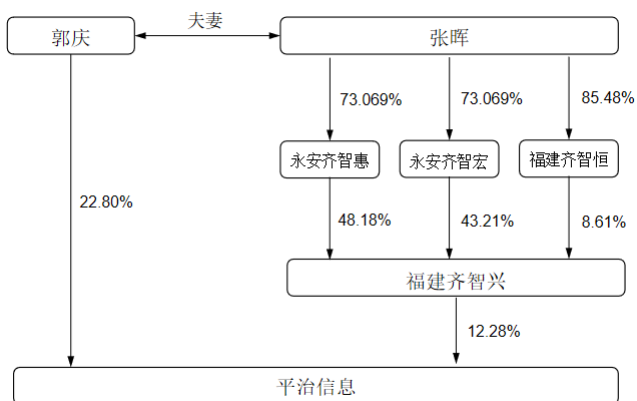 夫妻
郭庆
张晖
73.069%
73.069%
85.48%
永安齐智惠
永安齐智宏
福建齐智恒
22.80%
48.18%
43.21%
8.61%
福建齐智兴
12.28%
平治信息